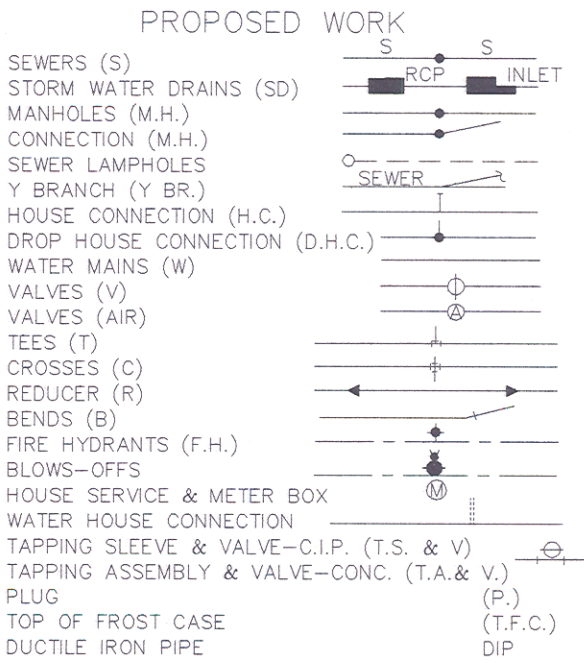 PROPOSED WORK
SEWERS (S) S S
STORM WATER DRAINS (SD) RCP INLET
MANHOLES (M.H.)
CONNECTION (M.H.)
SEWER LAMPHOLES
Y BRANCH (Y BR.) SEWER
HOUSE CONNECTION (H.C.)
DROP HOUSE CONNECTION (D.H.C.)
WATER MAINS (W)
VALVES (V)
VALVES (AIR) A
TEES (T)
CROSSES (C)
REDUCER (R)
BENDS (B)
FIRE HYDRANTS (F.H.)
BLOWS-OFFS
HOUSE SERVICE & METER BOX M
WATER HOUSE CONNECTION
TAPPING SLEEVE & VALVE-C.I.P. (T.S. & V)
TAPPING ASSEMBLY & VALVE-CONC. (T.A.& V.)
PLUG (P.)
TOP OF FROST CASE (T.F.C.)
DUCTILE IRON PIPE DIP